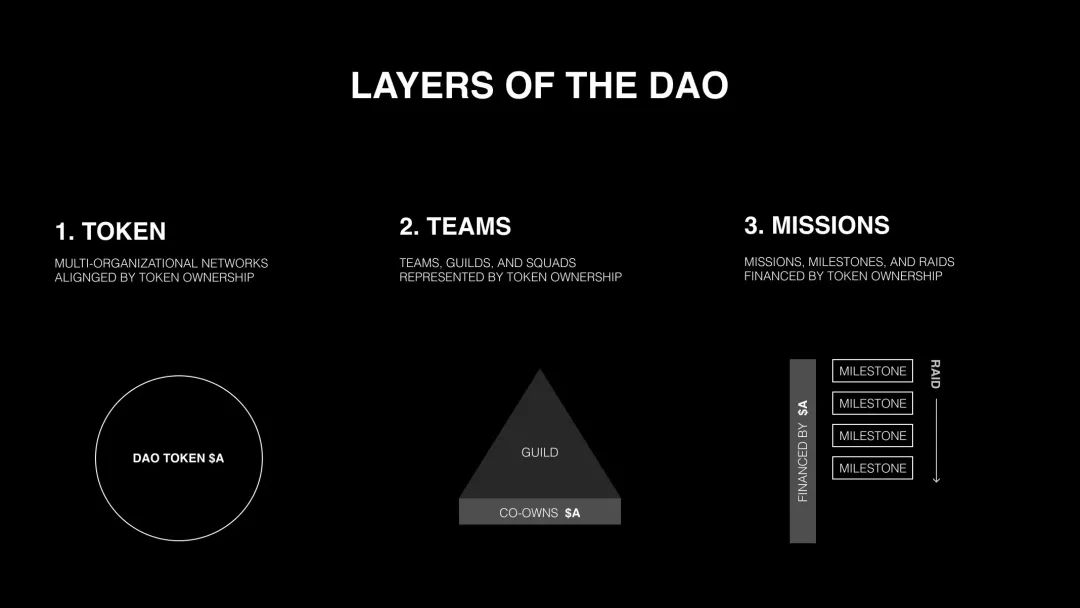 LAYERS OF THE DAO
1. TOKEN
MULTI-ORGANIZATIONAL NETWORKS
ALIGNGED BY TOKEN OWNERSHIP
DAO TOKEN $A
2. TEAMS
TEAMS, GUILDS, AND SQUADS
REPRESENTED BY TOKEN OWNERSHIP
GUILD
CO-OWNS $A
3. MISSIONS
MISSIONS, MILESTONES, AND RAIDS
FINANCED BY TOKEN OWNERSHIP
FINANCED BY $A
MILESTONE
MILESTONE
MILESTONE
MILESTONE
RAID